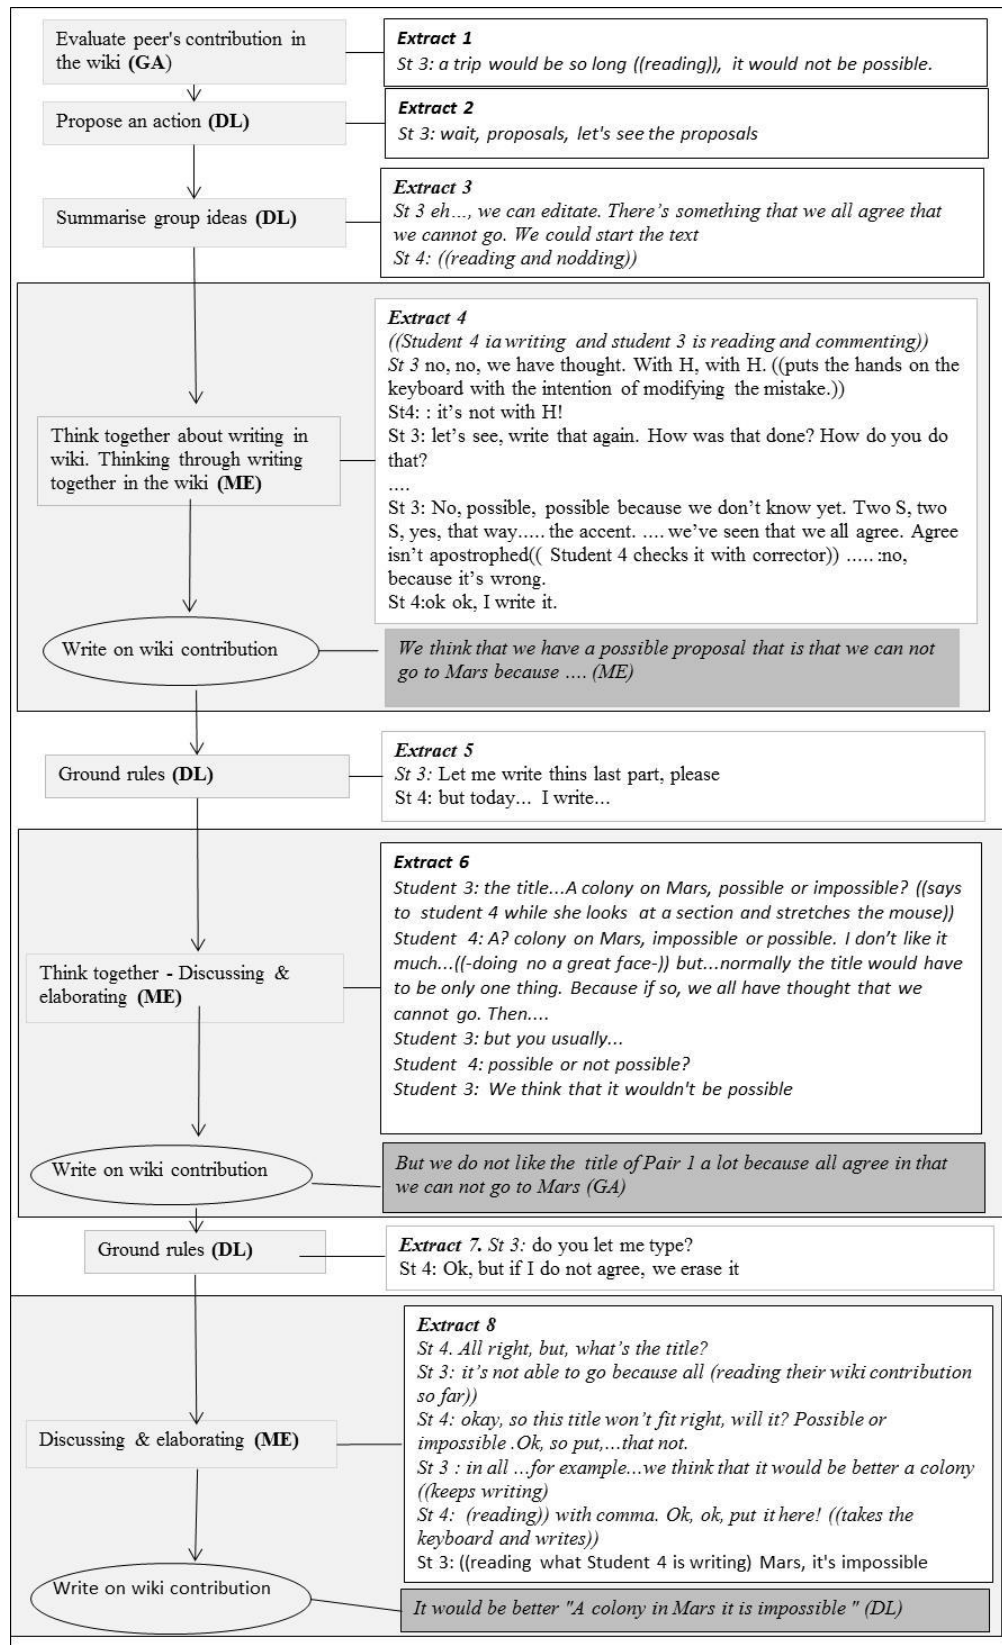 Evaluate peer's contribution in
the wiki (GA)
Extract 1
St 3: a trip would be so long ((reading)), it would not be possible.
Propose an action (DL)
Extract 2
St 3: wait, proposals, let's see the proposals
Summarise group ideas (DL)
Extract 3
St 3 eh…, we can editate. There's something that we all agree that
we cannot go. We could start the text
St 4: ((reading and nodding))
Think together about writing in
wiki. Thinking through writing
together in the wiki (ME)
Extract 4
((Student 4 ia writing and student 3 is reading and commenting))
St 3 no, no, we have thought. With H, with H. ((puts the hands on the
keyboard with the intention of modifying the mistake.))
St4: : it's not with H!
St 3: let's see, write that again. How was that done? How do you do
that?
....
St 3: No, possible, possible because we don't know yet. Two S, two
S, yes, that way..... the accent. .... we've seen that we all agree. Agree
isn't apostrophed(( Student 4 checks it with corrector)) ..... :no,
because it's wrong.
St 4:ok ok, I write it.
Write on wiki contribution
We think that we have a possible proposal that is that we can not
go to Mars because .... (ME)
Ground rules (DL)
Extract 5
St 3: Let me write thins last part, please
St 4: but today… I write…
Think together - Discussing &
elaborating (ME)
Extract 6
Student 3: the title…A colony on Mars, possible or impossible? ((says
to student 4 while she looks at a section and stretches the mouse))
Student 4: A? colony on Mars, impossible or possible. I don't like it
much…((-doing no a great face-)) but…normally the title would have
to be only one thing. Because if so, we all have thought that we
cannot go. Then....
Student 3: but you usually…
Student 4: possible or not possible?
Student 3: We think that it wouldn't be possible
Write on wiki contribution
But we do not like the title of Pair 1 a lot because all agree in that
we can not go to Mars (GA)
Ground rules (DL)
Extract 7. St 3: do you let me type?
St 4: Ok, but if I do not agree, we erase it
Discussing & elaborating (ME)
Extract 8
St 4. All right, but, what's the title?
St 3: it's not able to go because all (reading their wiki contribution
so far))
St 4: okay, so this title won't fit right, will it? Possible or
impossible .Ok, so put,…that not.
St 3 : in all …for example…we think that it would be better a colony
((keeps writing)
St 4: (reading)) with comma. Ok, ok, put it here! ((takes the
keyboard and writes))
St 3: ((reading what Student 4 is writing) Mars, it's impossible
Write on wiki contribution
It would be better "A colony in Mars it is impossible " (DL)